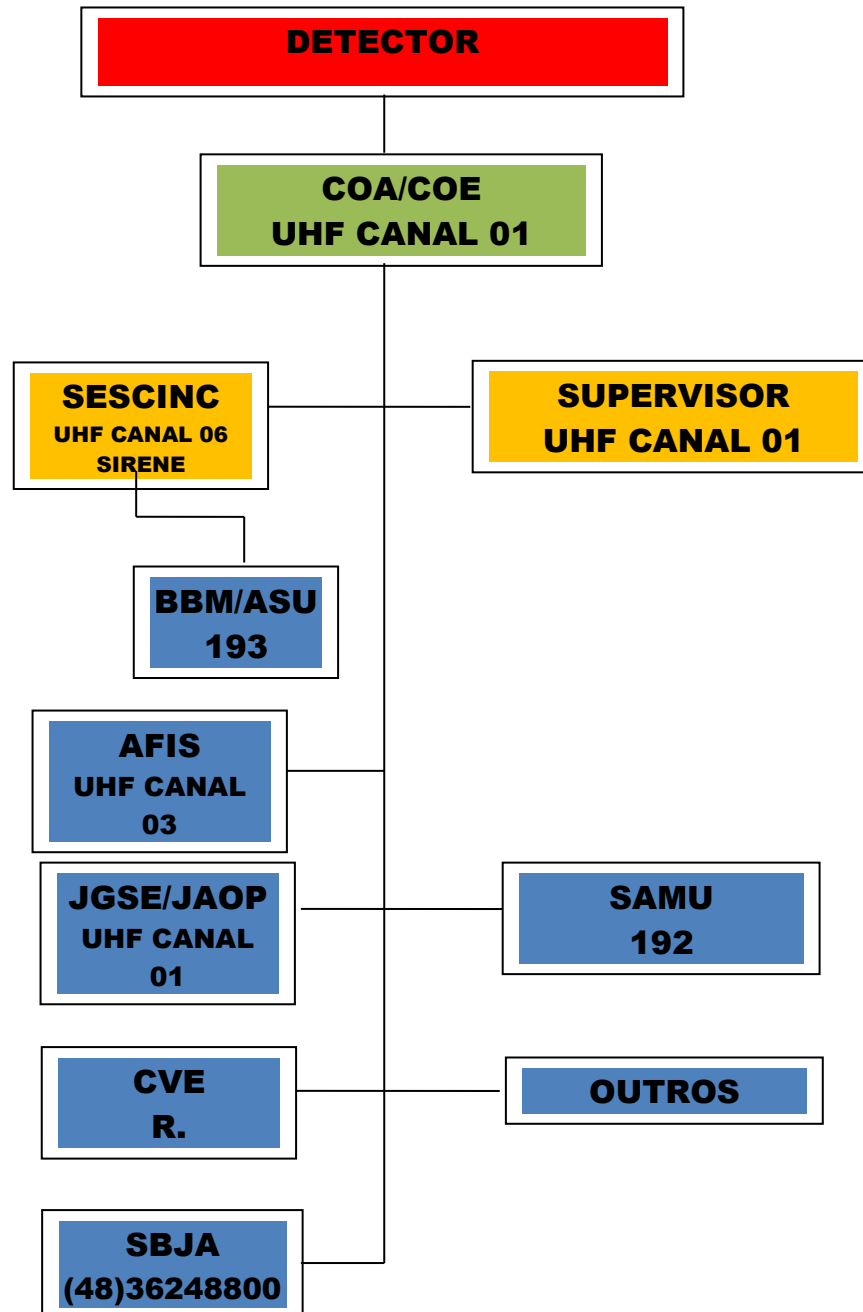 DETECTOR
COA/COE
UHF CANAL 01
SESCINC
UHF CANAL 06
SIRENE
SUPERVISOR
UHF CANAL 01
BBM/ASU
193
AFIS
UHF CANAL
03
JGSE/JAOP
UHF CANAL
01
SAMU
192
CVE
R.
OUTROS
SBJA
(48)36248800